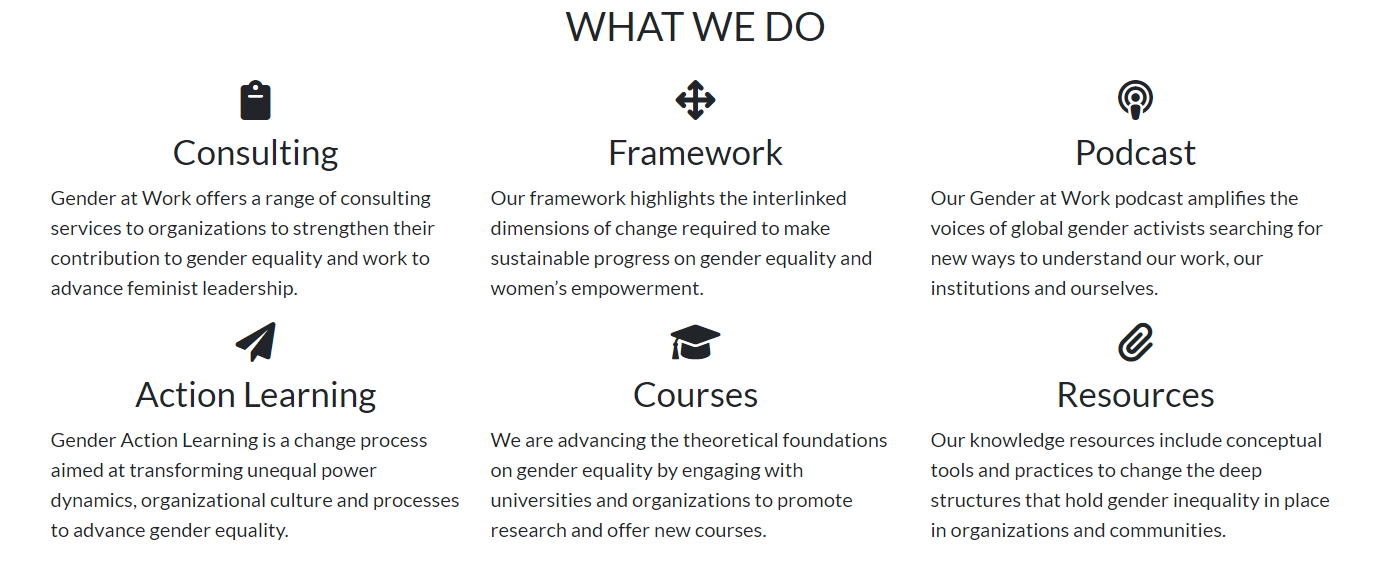 WHAT WE DO
Consulting
Gender at Work offers a range of consulting
services to organizations to strengthen their
contribution to gender equality and work to
advance feminist leadership.
Framework
Our framework highlights the interlinked
dimensions of change required to make
sustainable progress on gender equality and
women’s empowerment.
Podcast
Our Gender at Work podcast amplifies the
voices of global gender activists searching for
new ways to understand our work, our
institutions and ourselves.
Action Learning
Gender Action Learning is a change process
aimed at transforming unequal power
dynamics, organizational culture and processes
to advance gender equality.
Courses
We are advancing the theoretical foundations
on gender equality by engaging with
universities and organizations to promote
research and offer new courses.
Resources
Our knowledge resources include conceptual
tools and practices to change the deep
structures that hold gender inequality in place
in organizations and communities.